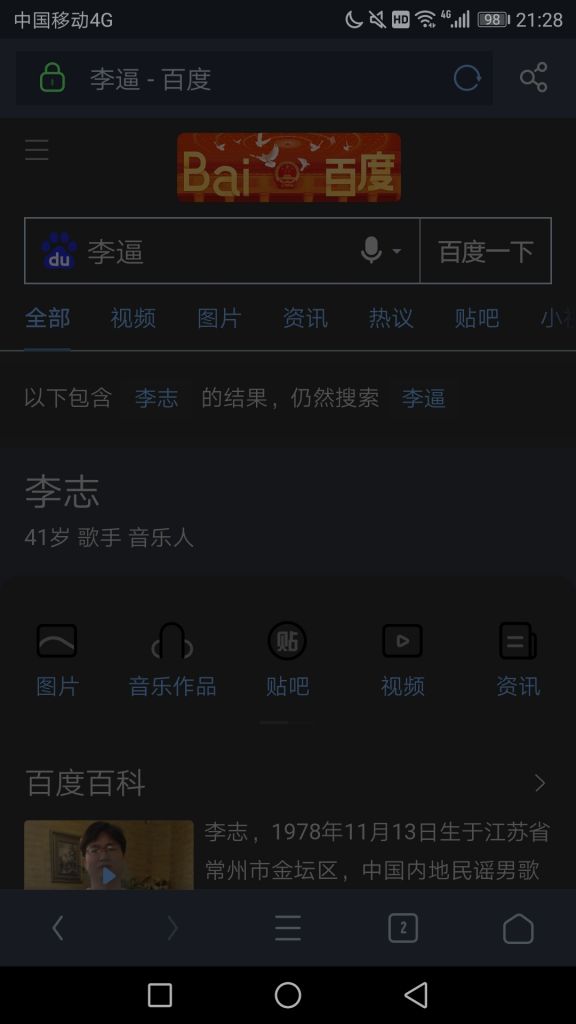 中国移动4G HD 4G 98 21:28
李逼 - 百度
Bai 百度
du 李逼 百度一下
全部 视频 图片 资讯 热议 贴吧 小
以下包含 李志 的结果，仍然搜索 李逼
李志
41岁 歌手 音乐人
贴
图片 音乐作品 贴吧 视频 资讯
百度百科
李志，1978年11月13日生于江苏省
常州市金坛区，中国内地民谣男歌
2